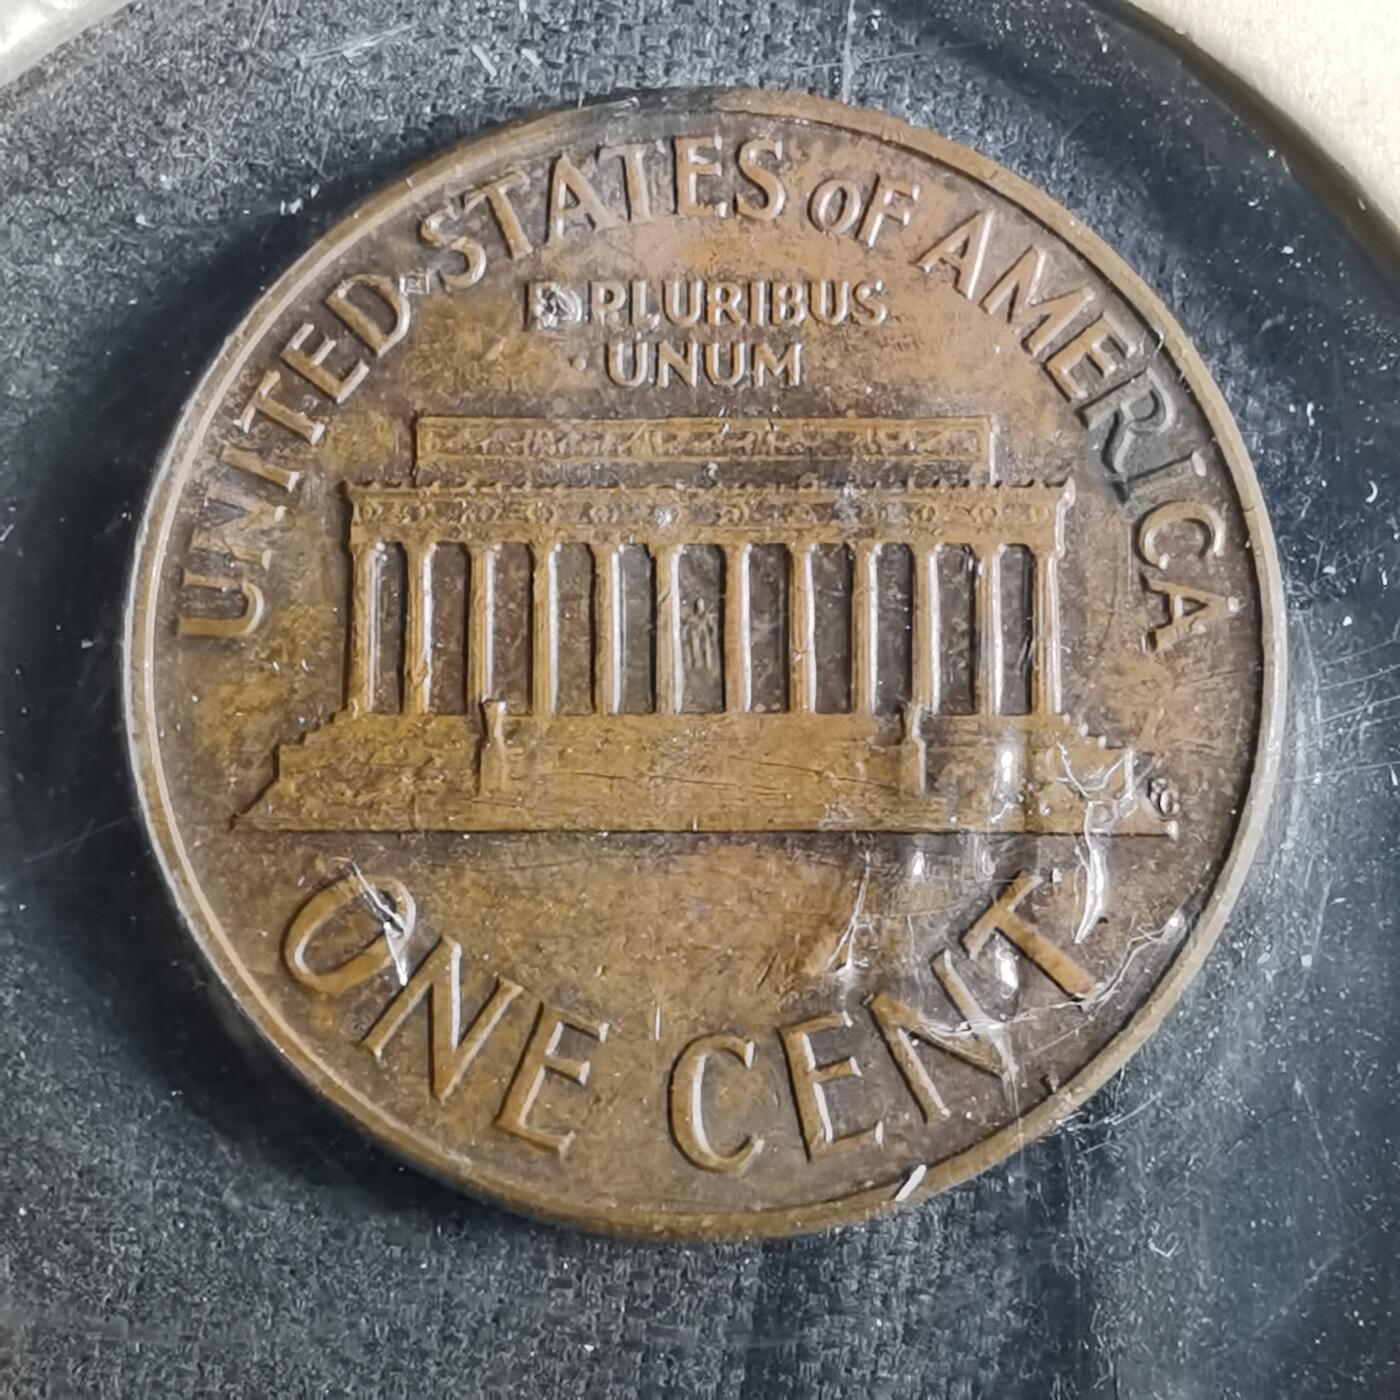 UNITED STATES OF AMERICA
E PLURIBUS
· UNUM
ONE CENT